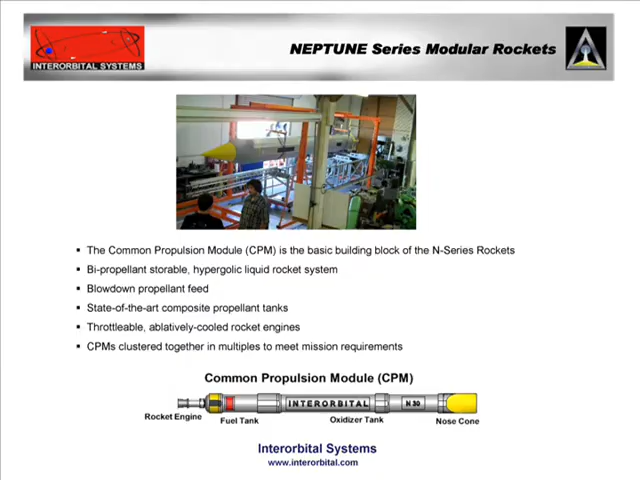 INTERORBITAL SYSTEMS
NEPTUNE Series Modular Rockets
▪ The Common Propulsion Module (CPM) is the basic building block of the N-Series Rockets
▪ Bi-propellant storable, hypergolic liquid rocket system
▪ Blowdown propellant feed
▪ State-of-the-art composite propellant tanks
▪ Throttleable, ablatively-cooled rocket engines
▪ CPMs clustered together in multiples to meet mission requirements
Common Propulsion Module (CPM)
INTERORBITAL N 30
Rocket Engine Fuel Tank Oxidizer Tank Nose Cone
Interorbital Systems
www.interorbital.com